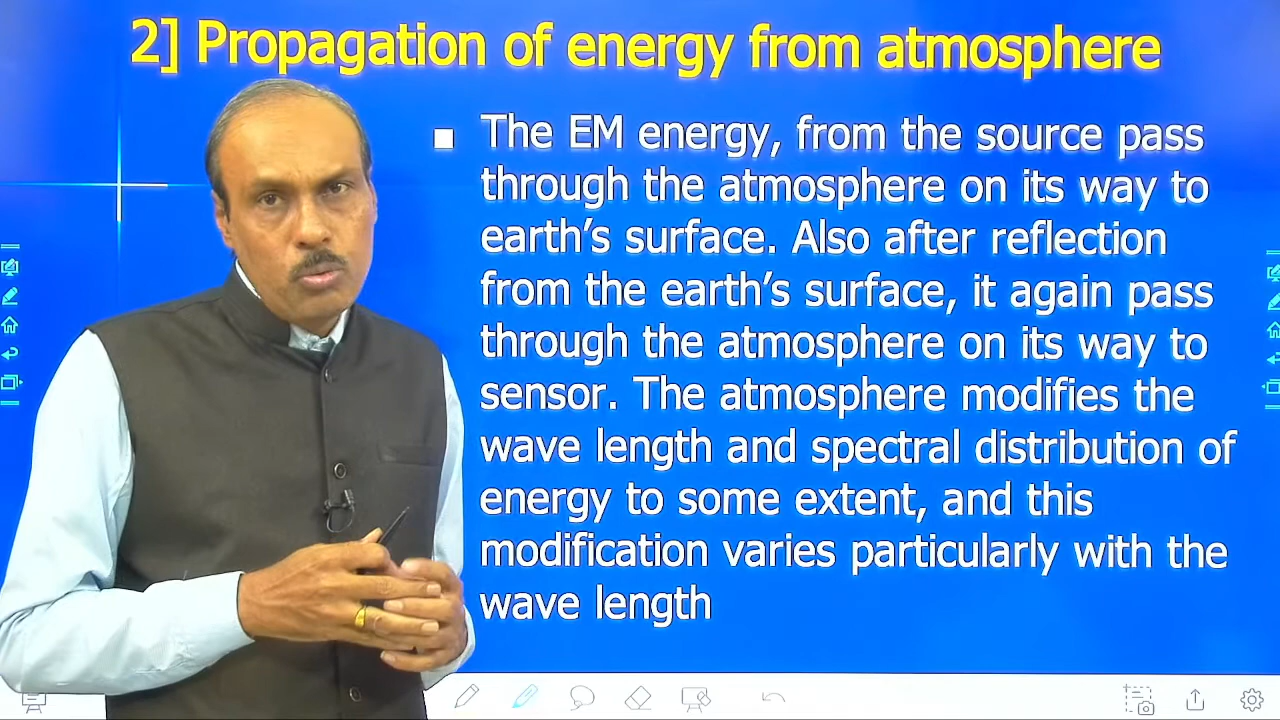 2] Propagation of energy from atmosphere
The EM energy, from the source pass
through the atmosphere on its way to
earth’s surface. Also after reflection
from the earth’s surface, it again pass
through the atmosphere on its way to
sensor. The atmosphere modifies the
wave length and spectral distribution of
energy to some extent, and this
modification varies particularly with the
wave length